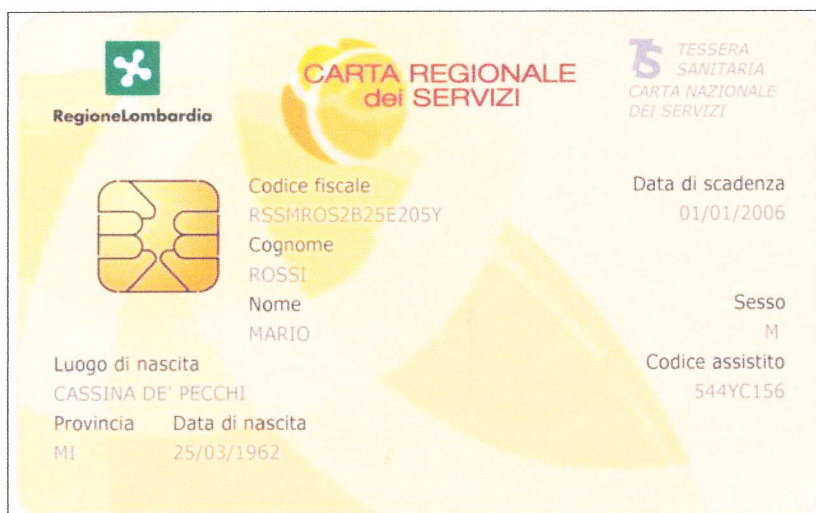 RegioneLombardia
CARTA REGIONALE
dei SERVIZI
TS TESSERA
SANITARIA
CARTA NAZIONALE
DEI SERVIZI
Codice fiscale
RSSMROS2B25E205Y
Data di scadenza
01/01/2006
Cognome
ROSSI
Nome
MARIO
Sesso
M
Luogo di nascita
CASSINA DE' PECCHI
Codice assistito
544YC156
Provincia Data di nascita
MI 25/03/1962